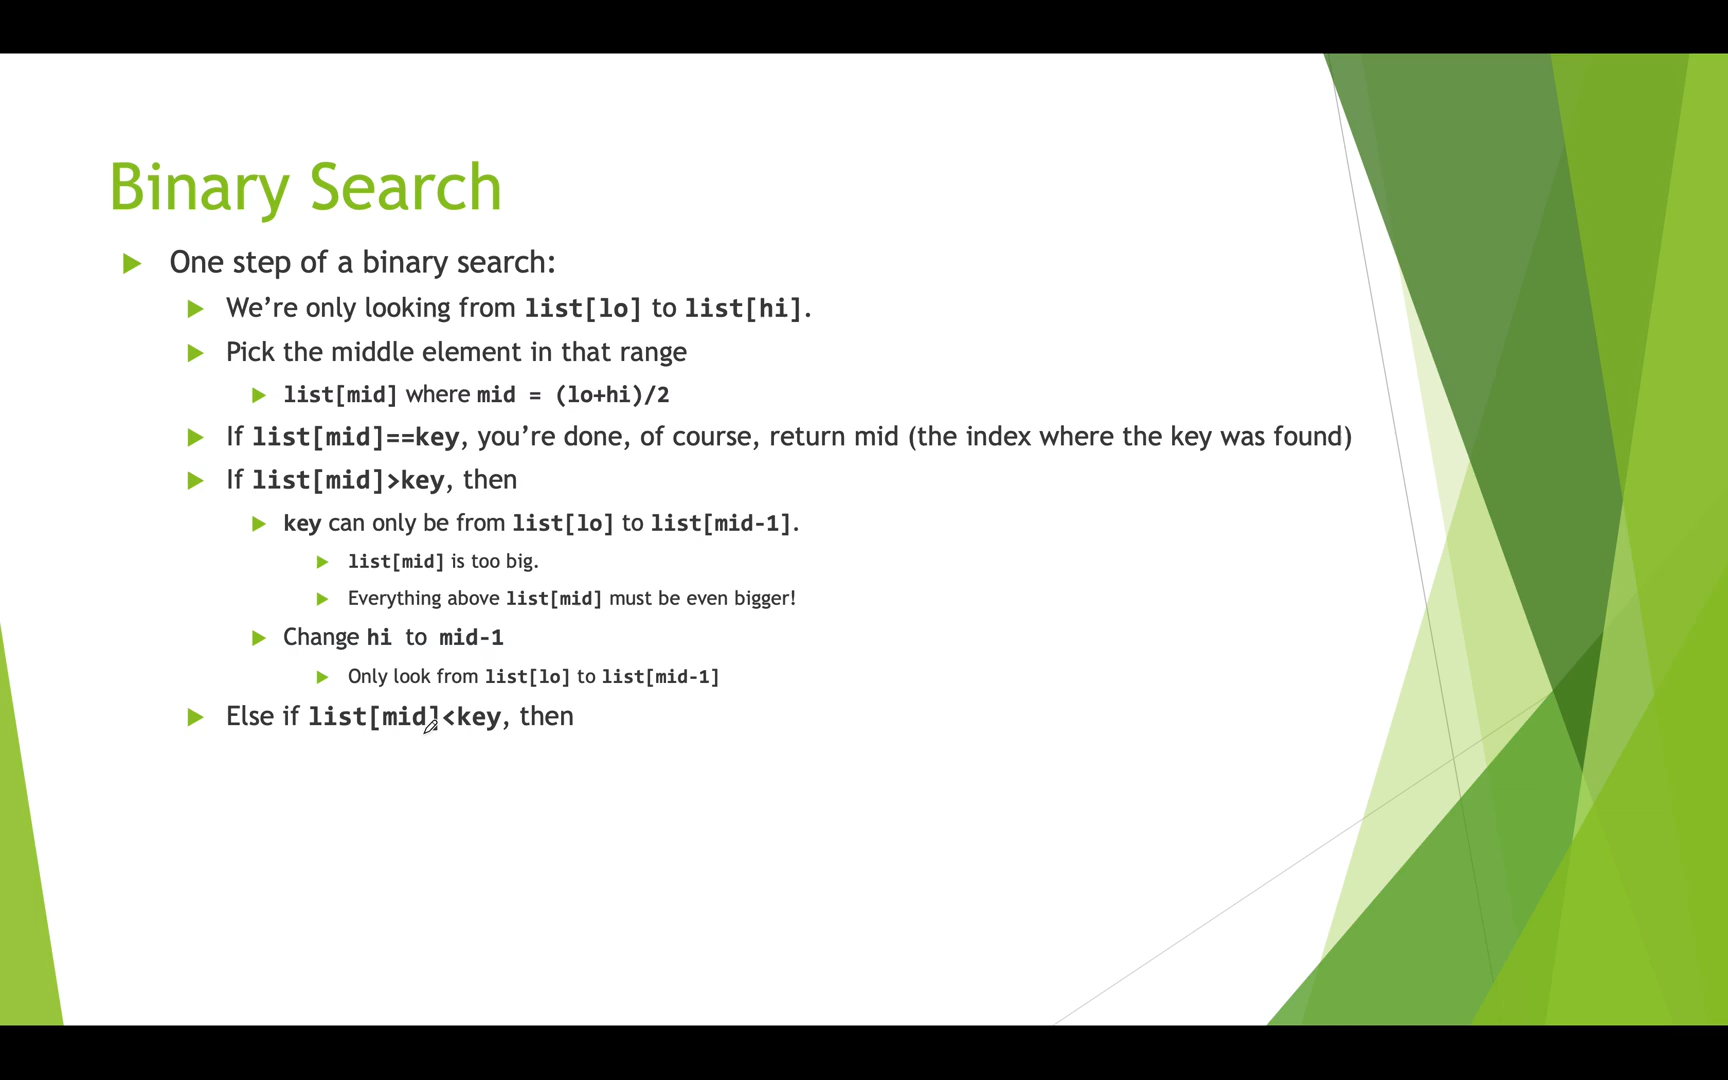 Binary Search
One step of a binary search:
We’re only looking from list[lo] to list[hi].
Pick the middle element in that range
list[mid] where mid = (lo+hi)/2
If list[mid]==key, you’re done, of course, return mid (the index where the key was found)
If list[mid]>key, then
key can only be from list[lo] to list[mid-1].
list[mid] is too big.
Everything above list[mid] must be even bigger!
Change hi to mid-1
Only look from list[lo] to list[mid-1]
Else if list[mid]<key, then